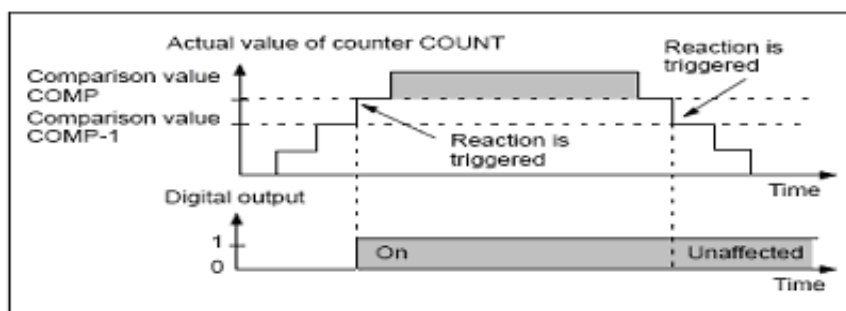 Actual value of counter COUNT
Reaction is
triggered
Comparison value
COMP
Comparison value
COMP-1
Reaction is
triggered
Time
Digital output
1
0
On
Unaffected
Time